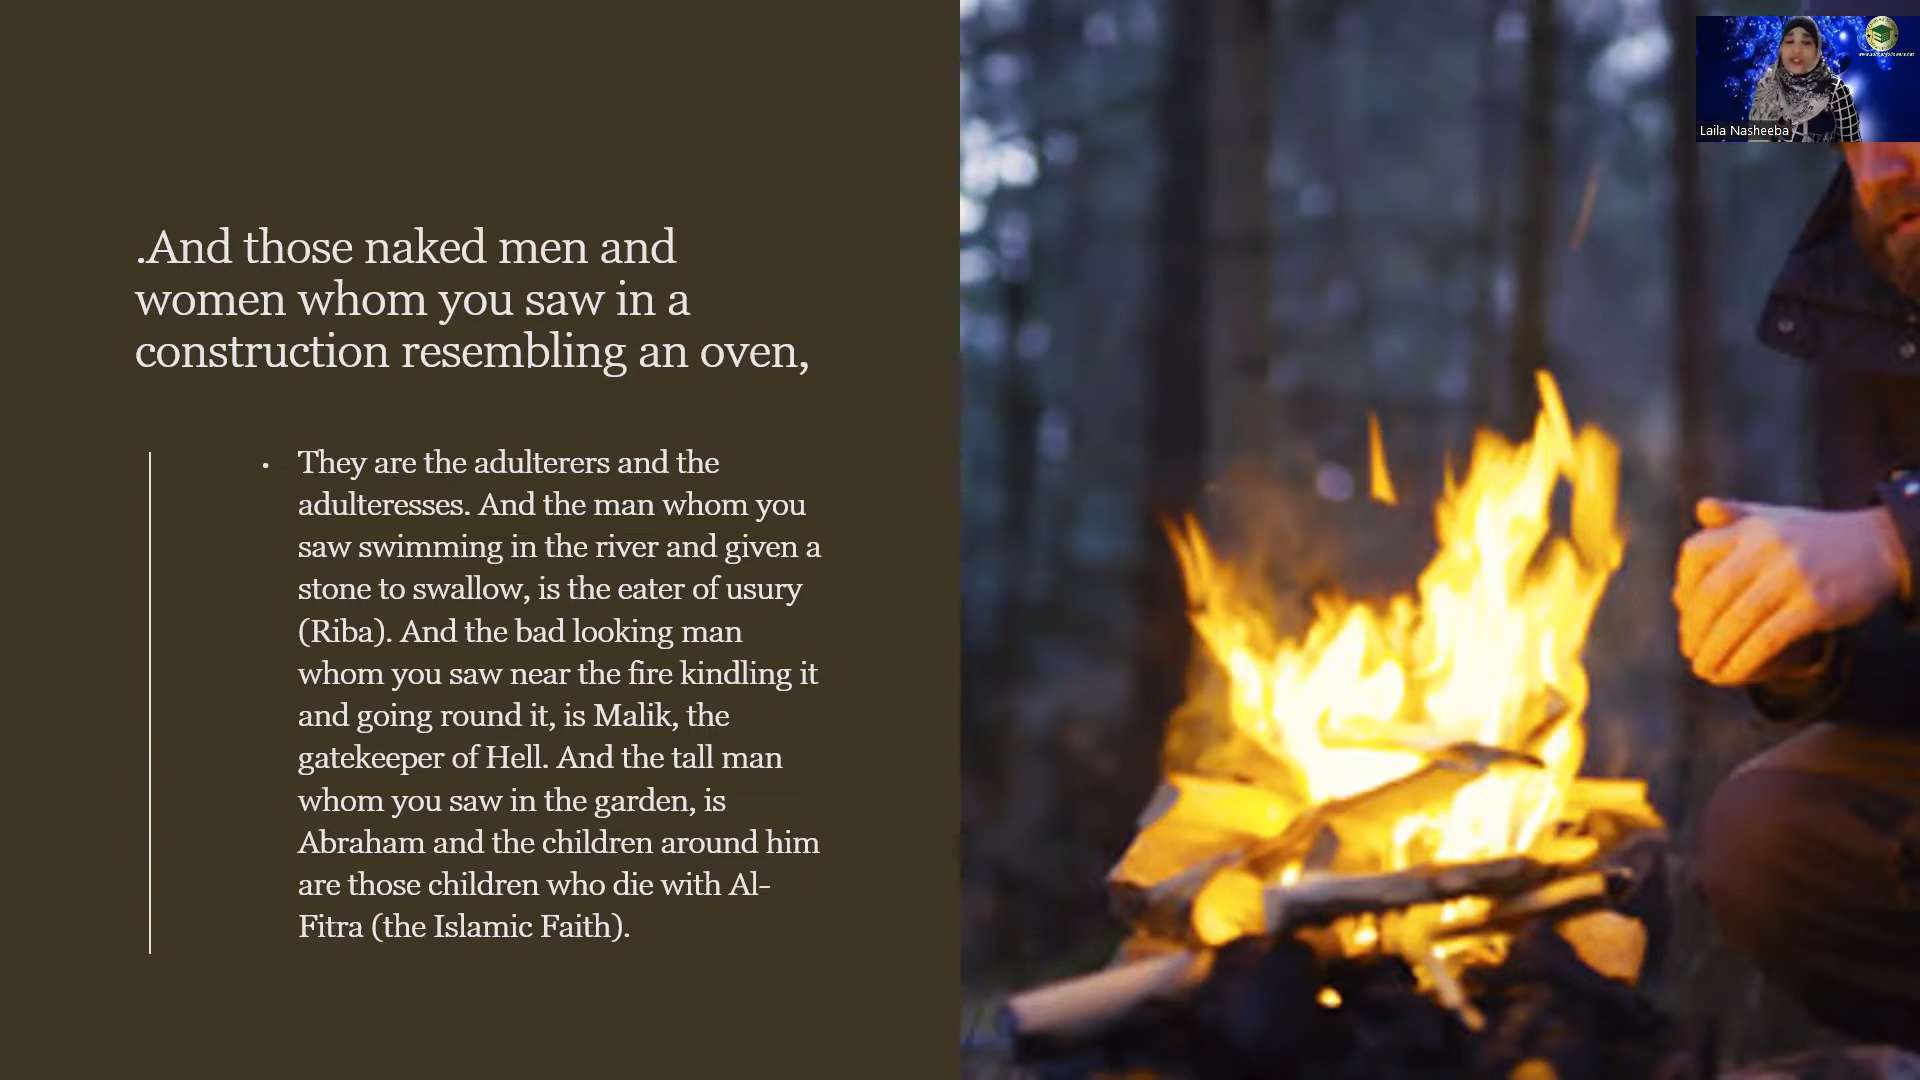 .And those naked men and
women whom you saw in a
construction resembling an oven,
• They are the adulterers and the
adulteresses. And the man whom you
saw swimming in the river and given a
stone to swallow, is the eater of usury
(Riba). And the bad looking man
whom you saw near the fire kindling it
and going round it, is Malik, the
gatekeeper of Hell. And the tall man
whom you saw in the garden, is
Abraham and the children around him
are those children who die with Al-
Fitra (the Islamic Faith).
Laila Nasheeba